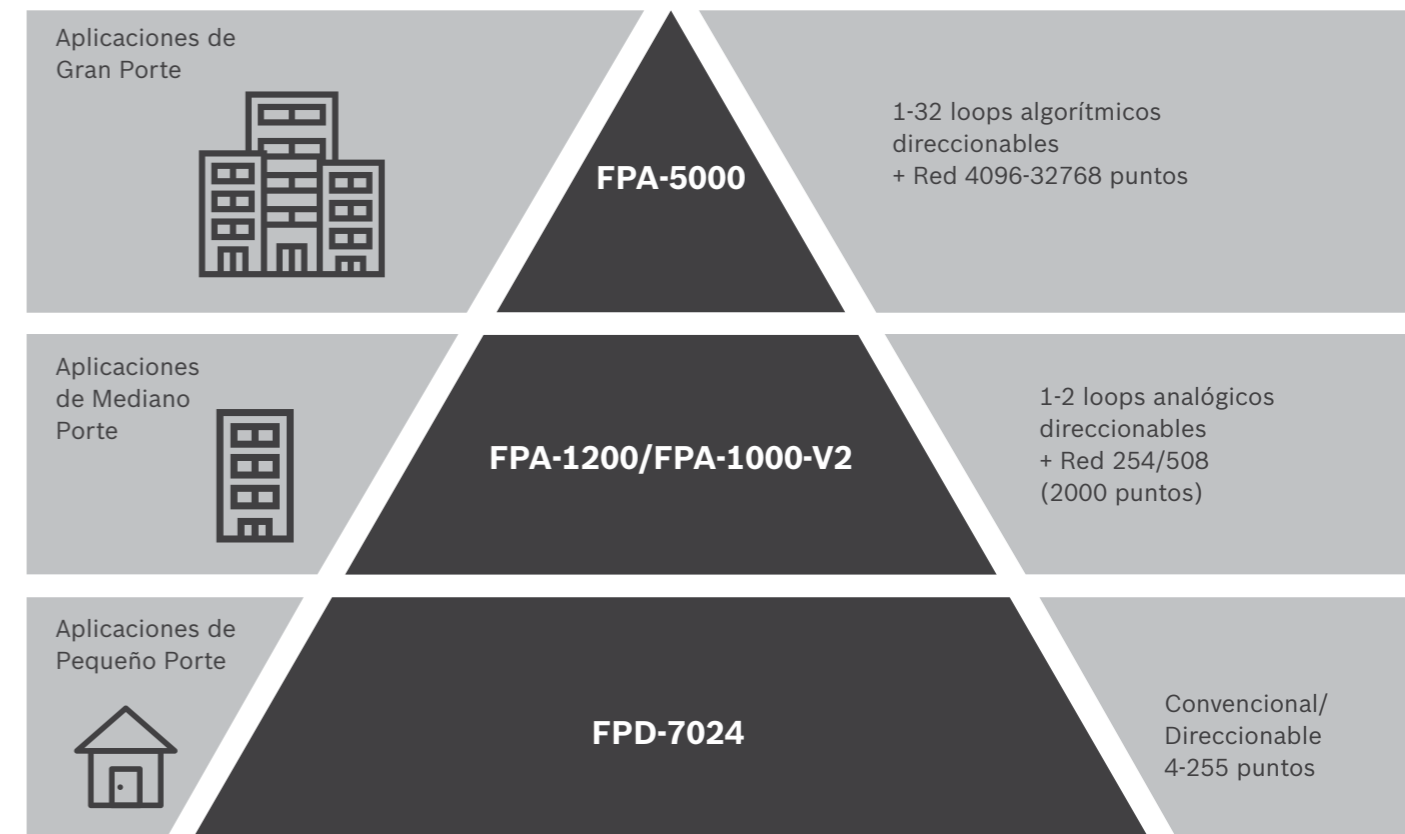 Aplicaciones de
Gran Porte
FPA-5000
1-32 loops algorítmicos
direccionables
+ Red 4096-32768 puntos
Aplicaciones
de Mediano
Porte
FPA-1200/FPA-1000-V2
1-2 loops analógicos
direccionables
+ Red 254/508
(2000 puntos)
Aplicaciones de
Pequeño Porte
FPD-7024
Convencional/
Direccionable
4-255 puntos